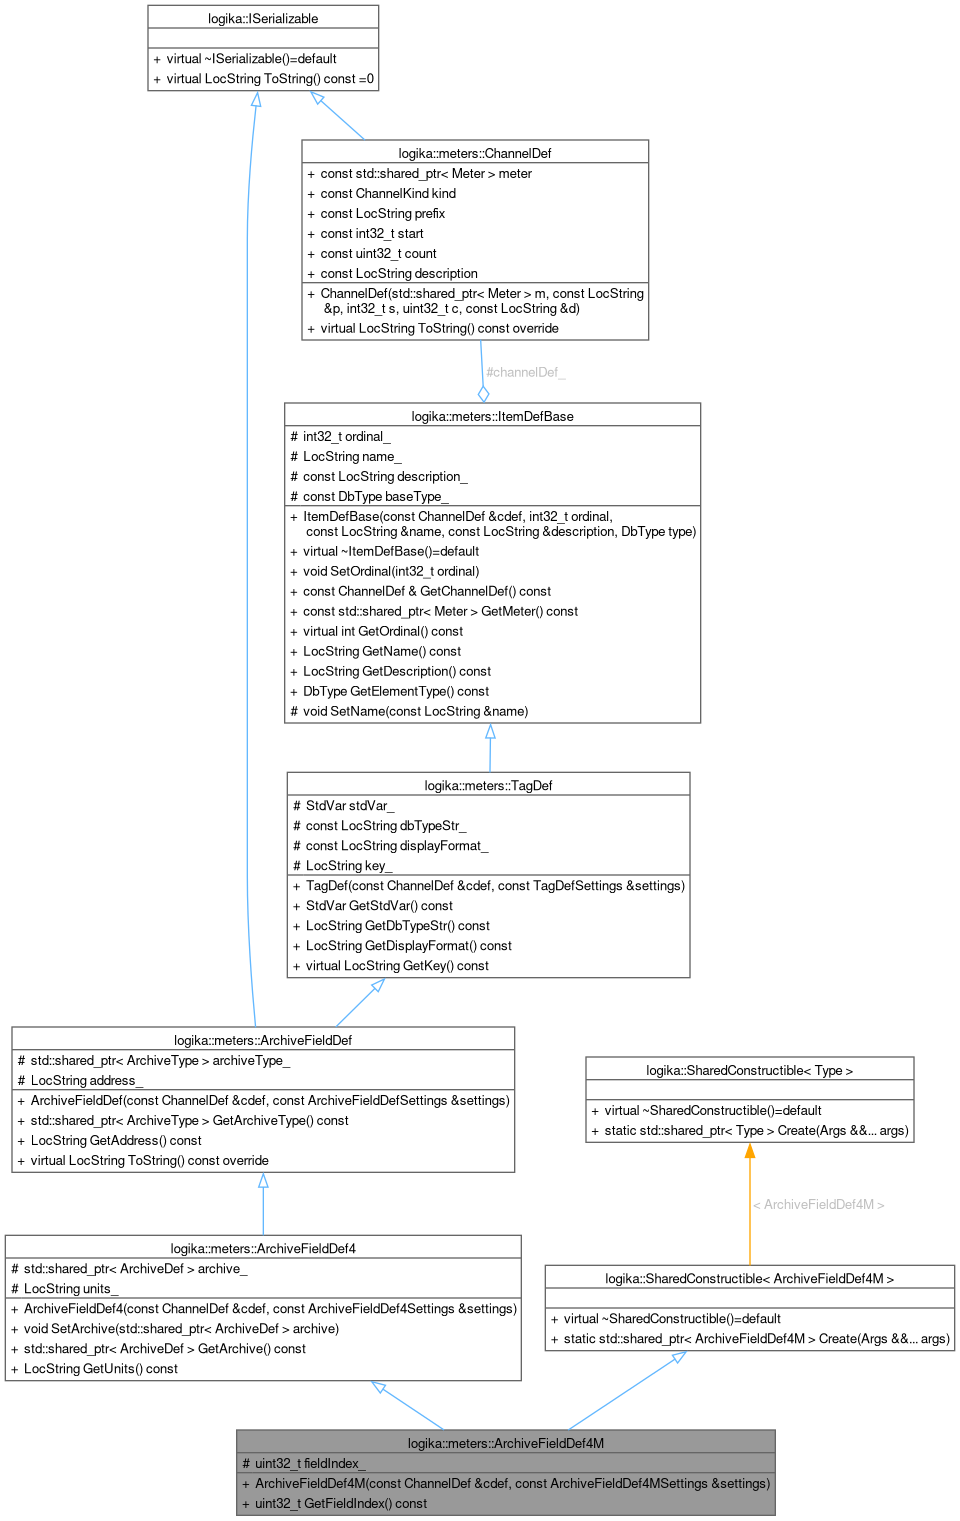 logika::ISerializable
+ virtual ~ISerializable()=default
+ virtual LocString ToString() const =0
logika::meters::ChannelDef
+ const std::shared_ptr< Meter > meter
+ const ChannelKind kind
+ const LocString prefix
+ const int32_t start
+ const uint32_t count
+ const LocString description
+ ChannelDef(std::shared_ptr< Meter > m, const LocString
&p, int32_t s, uint32_t c, const LocString &d)
+ virtual LocString ToString() const override
#channelDef_
logika::meters::ItemDefBase
# int32_t ordinal_
# LocString name_
# const LocString description_
# const DbType baseType_
+ ItemDefBase(const ChannelDef &cdef, int32_t ordinal,
const LocString &name, const LocString &description, DbType type)
+ virtual ~ItemDefBase()=default
+ void SetOrdinal(int32_t ordinal)
+ const ChannelDef & GetChannelDef() const
+ const std::shared_ptr< Meter > GetMeter() const
+ virtual int GetOrdinal() const
+ LocString GetName() const
+ LocString GetDescription() const
+ DbType GetElementType() const
# void SetName(const LocString &name)
logika::meters::TagDef
# StdVar stdVar_
# const LocString dbTypeStr_
# const LocString displayFormat_
# LocString key_
+ TagDef(const ChannelDef &cdef, const TagDefSettings &settings)
+ StdVar GetStdVar() const
+ LocString GetDbTypeStr() const
+ LocString GetDisplayFormat() const
+ virtual LocString GetKey() const
logika::meters::ArchiveFieldDef
# std::shared_ptr< ArchiveType > archiveType_
# LocString address_
+ ArchiveFieldDef(const ChannelDef &cdef, const ArchiveFieldDefSettings &settings)
+ std::shared_ptr< ArchiveType > GetArchiveType() const
+ LocString GetAddress() const
+ virtual LocString ToString() const override
logika::SharedConstructible< Type >
+ virtual ~SharedConstructible()=default
+ static std::shared_ptr< Type > Create(Args &&... args)
< ArchiveFieldDef4M >
logika::meters::ArchiveFieldDef4
# std::shared_ptr< ArchiveDef > archive_
# LocString units_
+ ArchiveFieldDef4(const ChannelDef &cdef, const ArchiveFieldDef4Settings &settings)
+ void SetArchive(std::shared_ptr< ArchiveDef > archive)
+ std::shared_ptr< ArchiveDef > GetArchive() const
+ LocString GetUnits() const
logika::SharedConstructible< ArchiveFieldDef4M >
+ virtual ~SharedConstructible()=default
+ static std::shared_ptr< ArchiveFieldDef4M > Create(Args &&... args)
logika::meters::ArchiveFieldDef4M
# uint32_t fieldIndex_
+ ArchiveFieldDef4M(const ChannelDef &cdef, const ArchiveFieldDef4MSettings &settings)
+ uint32_t GetFieldIndex() const